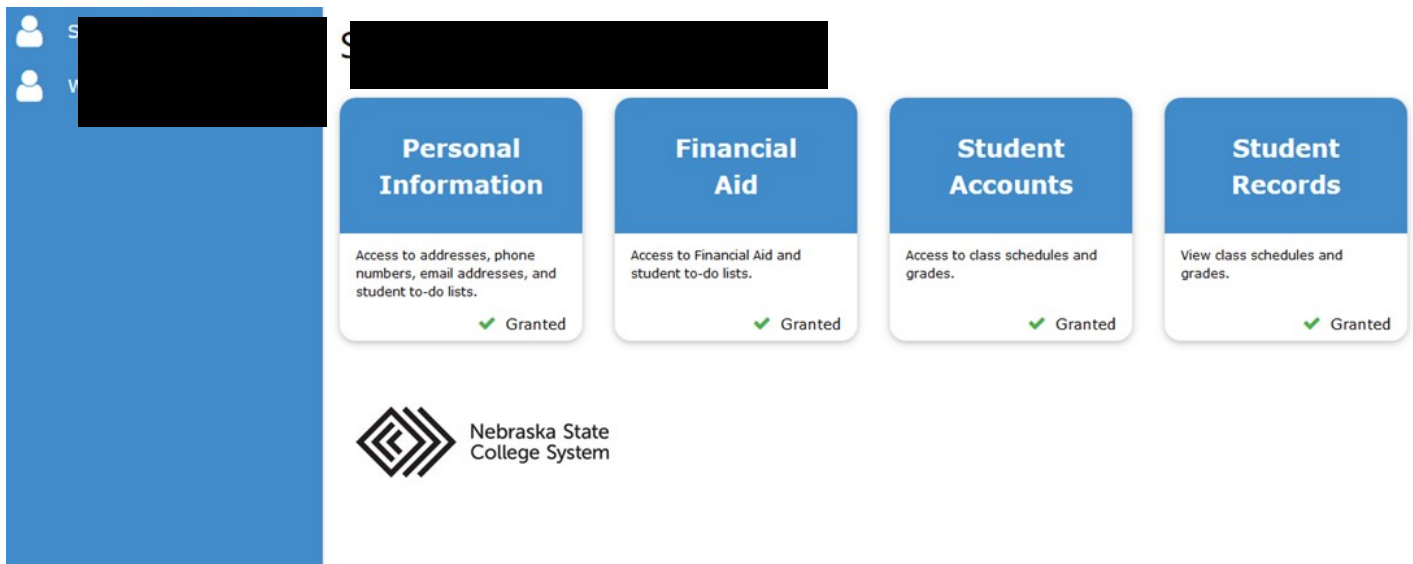 S
W
S
Personal
Information
Access to addresses, phone
numbers, email addresses, and
student to-do lists.
Granted
Financial
Aid
Access to Financial Aid and
student to-do lists.
Granted
Student
Accounts
Access to class schedules and
grades.
Granted
Student
Records
View class schedules and
grades.
Granted
Nebraska State
College System